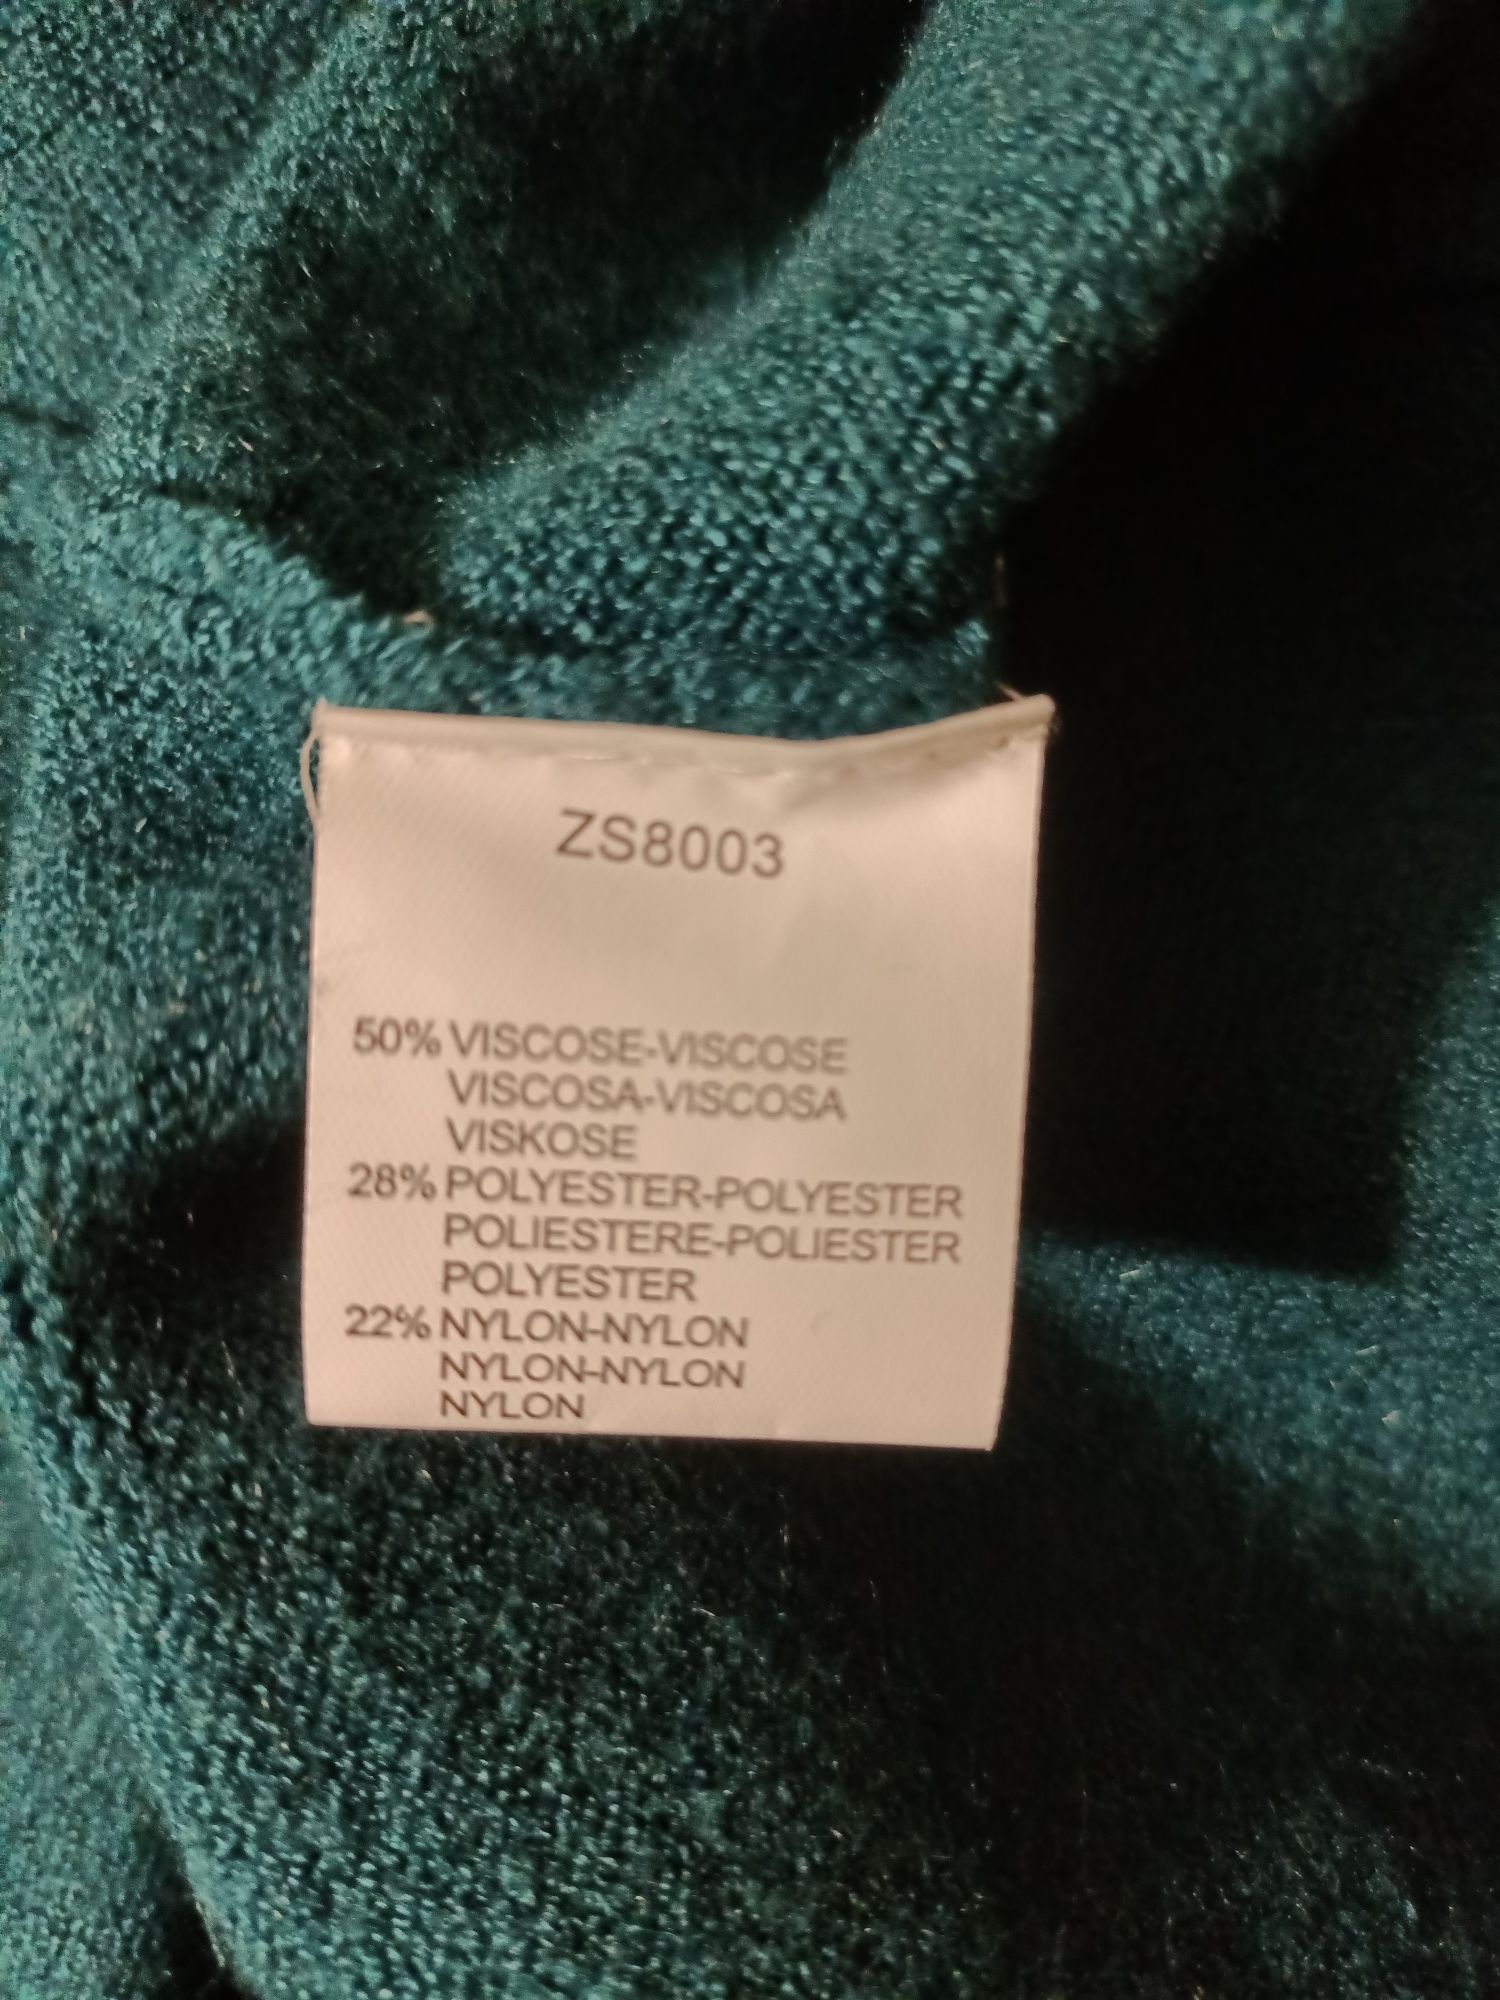 ZS8003
50% VISCOSE-VISCOSE
VISCOSA-VISCOSA
VISKOSE
28% POLYESTER-POLYESTER
POLIESTERE-POLIESTER
POLYESTER
22% NYLON-NYLON
NYLON-NYLON
NYLON